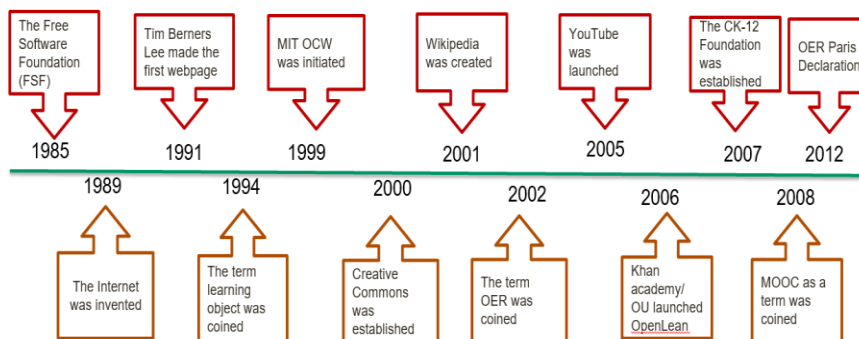 The Free
Software
Foundation
(FSF)
Tim Berners
Lee made the
first webpage
MIT OCW
was initiated
Wikipedia
was created
YouTube
was
launched
The CK-12
Foundation
was
established
OER Paris
Declaration
1985
1991
1999
2001
2005
2007
2012
1989
1994
2000
2002
2006
2008
The Internet
was invented
The term
learning
object was
coined
Creative
Commons
was
established
The term
OER was
coined
Khan
academy/
OU launched
OpenLean
MOOC as a
term was
coined